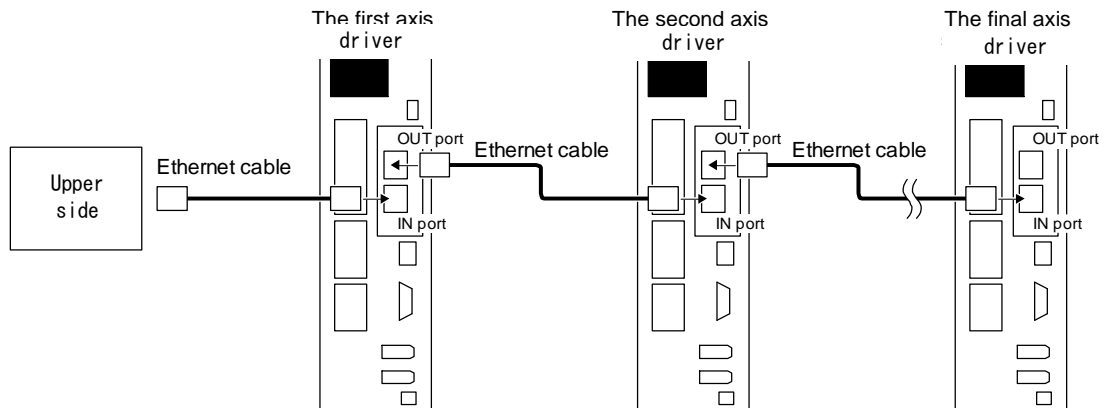 The first axis
driver
The second axis
driver
The final axis
driver
OUT port
OUT port
OUT port
Ethernet cable
Ethernet cable
Ethernet cable
Upper
side
IN port
IN port
IN port